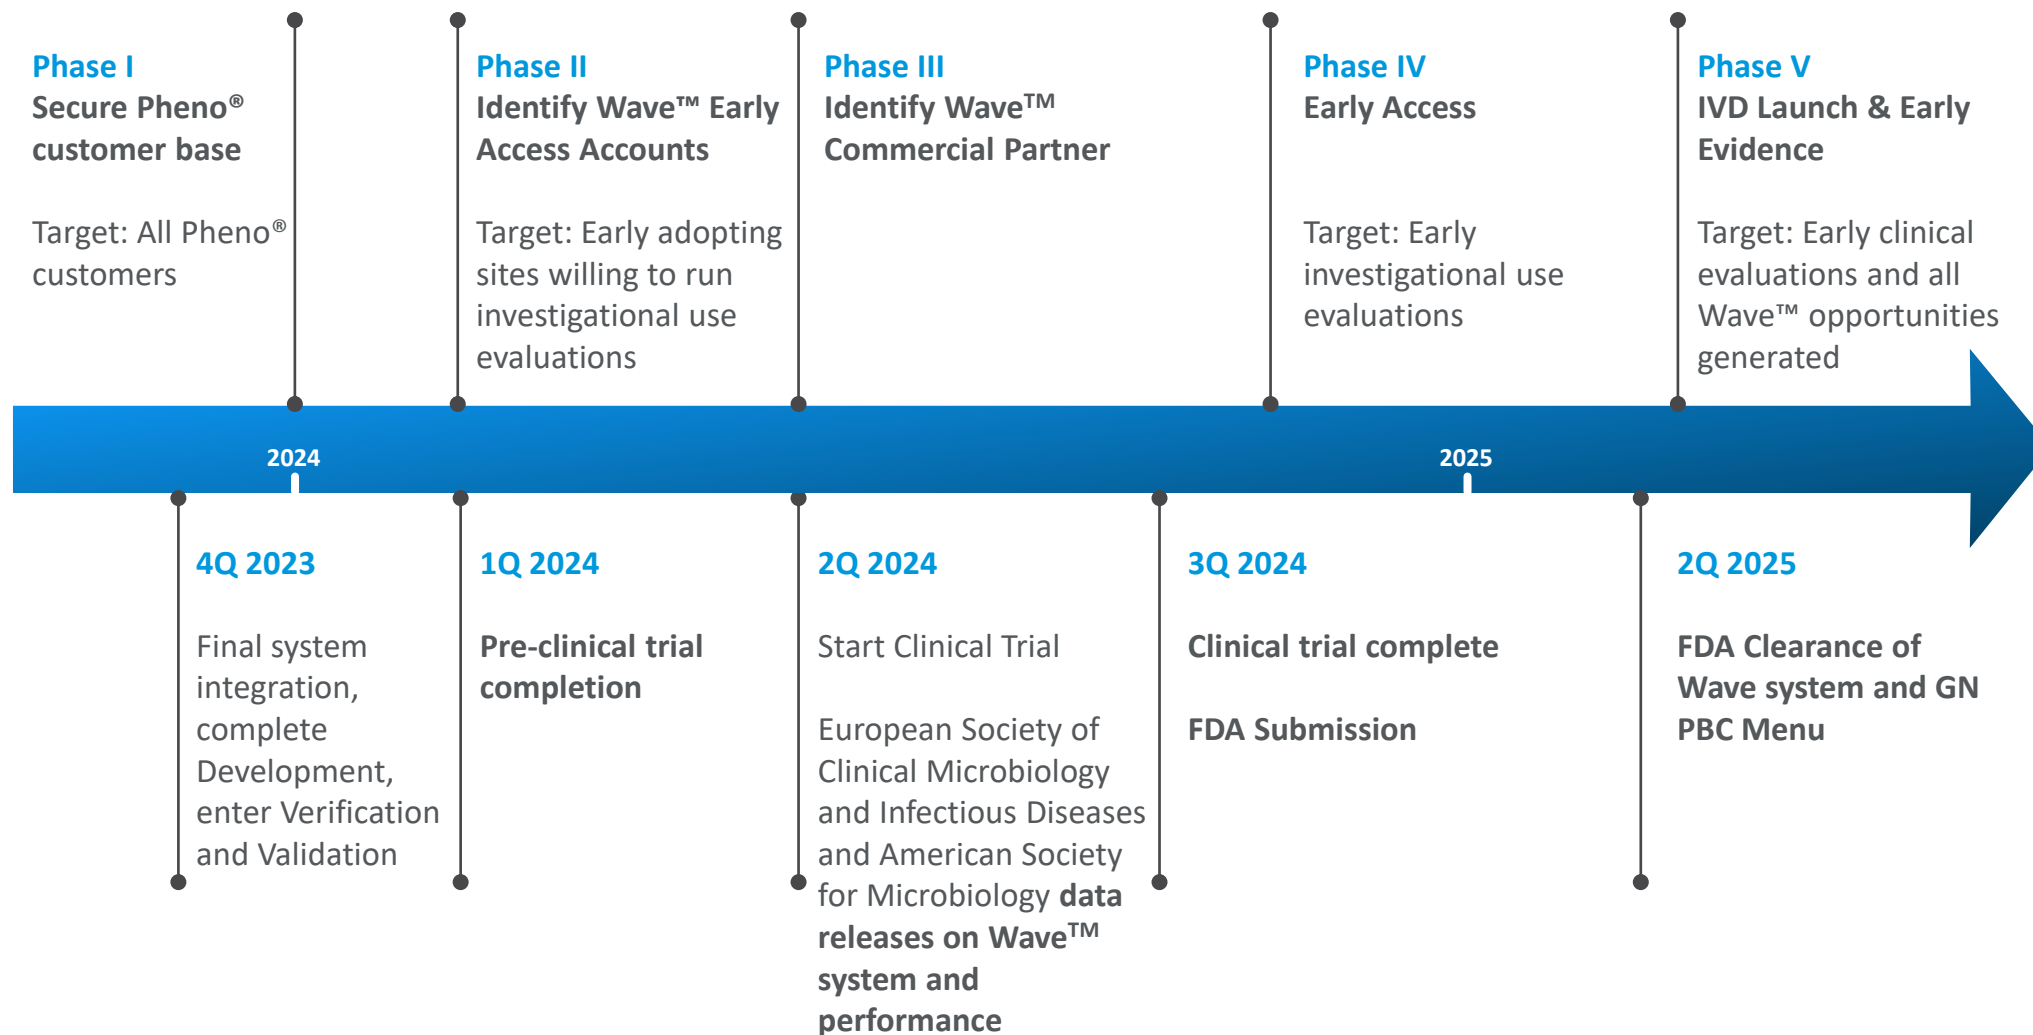 Phase I
Secure Pheno®
customer base
Target: All Pheno®
customers
Phase II
Identify Wave™ Early
Access Accounts
Target: Early adopting
sites willing to run
investigational use
evaluations
Phase III
Identify Wave™
Commercial Partner
Phase IV
Early Access
Target: Early
investigational use
evaluations
Phase V
IVD Launch & Early
Evidence
Target: Early clinical
evaluations and all
Wave™ opportunities
generated
2024
2025
4Q 2023
Final system
integration,
complete
Development,
enter Verification
and Validation
1Q 2024
Pre-clinical trial
completion
2Q 2024
Start Clinical Trial
European Society of
Clinical Microbiology
and Infectious Diseases
and American Society
for Microbiology data
releases on Wave™
system and
performance
3Q 2024
Clinical trial complete
FDA Submission
2Q 2025
FDA Clearance of
Wave system and GN
PBC Menu